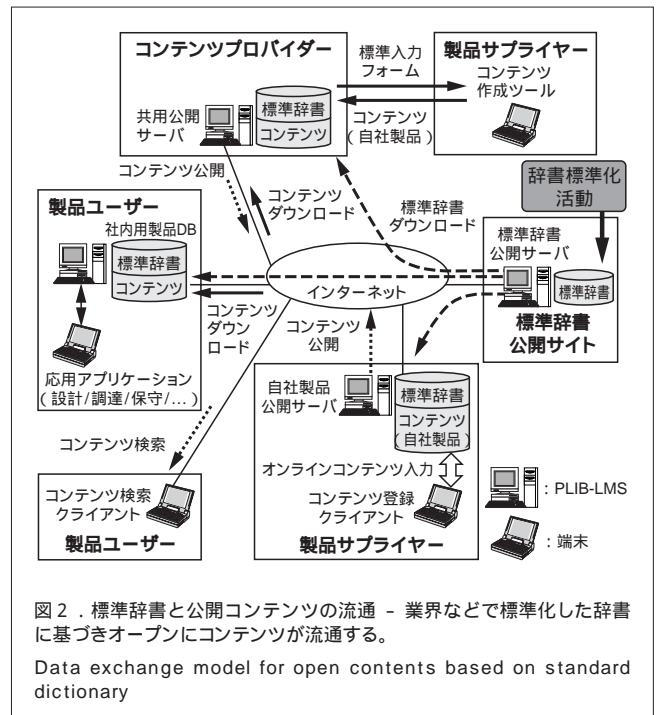 コンテンツプロバイダー
共用公開
サーバ
標準辞書
コンテンツ
標準入力
フォーム
コンテンツ
(自社製品)
製品サプライヤー
コンテンツ
作成ツール
コンテンツ公開
コンテンツ
ダウンロード
標準辞書
ダウンロード
辞書標準化
活動
製品ユーザー
社内用製品DB
標準辞書
コンテンツ
応用アプリケーション
(設計/調達/保守/...)
コンテンツ
ダウン
ロード
インターネット
コンテンツ
公開
標準辞書
公開サーバ
標準辞書
標準辞書
公開サイト
自社製品
公開サーバ
標準辞書
コンテンツ
(自社製品)
オンラインコンテンツ入力
コンテンツ登録
クライアント
製品サプライヤー
コンテンツ検索
コンテンツ検索
クライアント
製品ユーザー
: PLIB-LMS
: 端末
図2.標準辞書と公開コンテンツの流通 - 業界などで標準化した辞書
に基づきオープンにコンテンツが流通する。
Data exchange model for open contents based on standard
dictionary